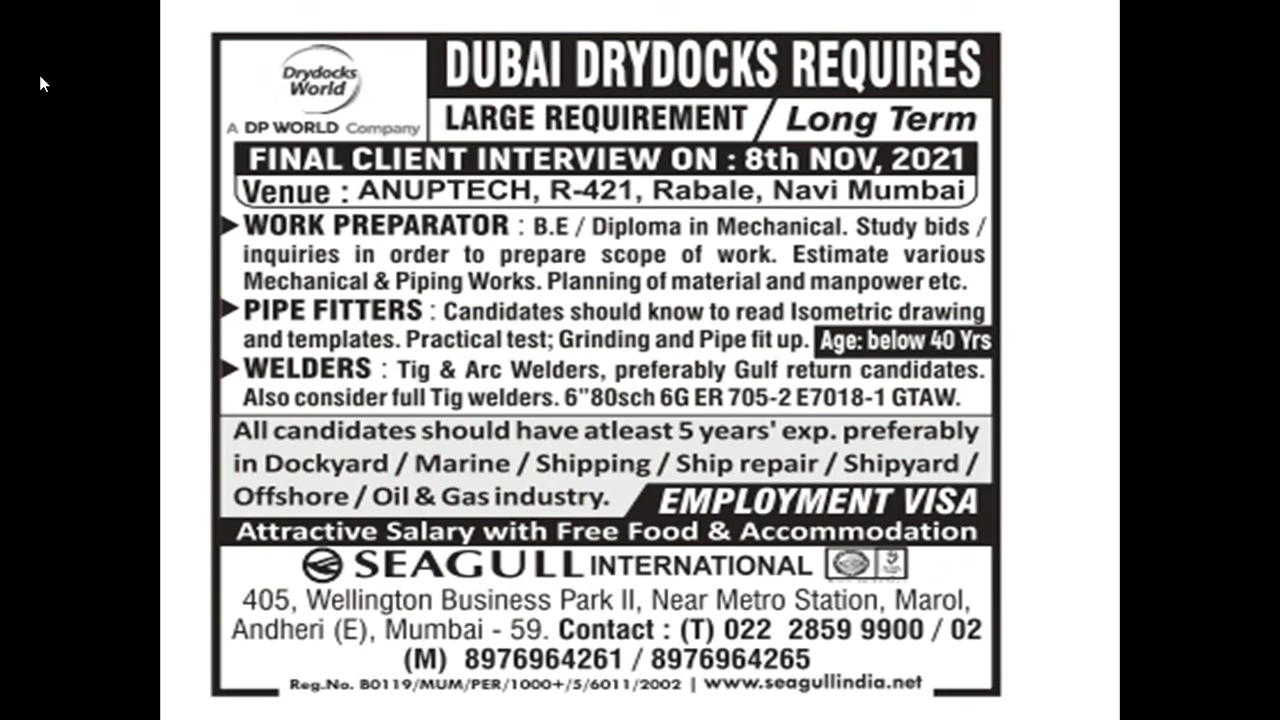 Drydocks
World
A DP WORLD Company
DUBAI DRYDOCKS REQUIRES
LARGE REQUIREMENT / Long Term
FINAL CLIENT INTERVIEW ON : 8th NOV, 2021
Venue : ANUPTECH, R-421, Rabale, Navi Mumbai
WORK PREPARATOR : B.E / Diploma in Mechanical. Study bids /
inquiries in order to prepare scope of work. Estimate various
Mechanical & Piping Works. Planning of material and manpower etc.
PIPE FITTERS : Candidates should know to read Isometric drawing
and templates. Practical test; Grinding and Pipe fit up. Age: below 40 Yrs
WELDERS : Tig & Arc Welders, preferably Gulf return candidates.
Also consider full Tig welders. 6"80sch 6G ER 705-2 E7018-1 GTAW.
All candidates should have atleast 5 years' exp. preferably
in Dockyard / Marine / Shipping / Ship repair / Shipyard /
Offshore / Oil & Gas industry. EMPLOYMENT VISA
Attractive Salary with Free Food & Accommodation
SEAGULL INTERNATIONAL
405, Wellington Business Park II, Near Metro Station, Marol,
Andheri (E), Mumbai - 59. Contact : (T) 022 2859 9900 / 02
(M) 8976964261 / 8976964265
Reg.No. B0119/MUM/PER/1000+/5/6011/2002 | www.seagullindia.net